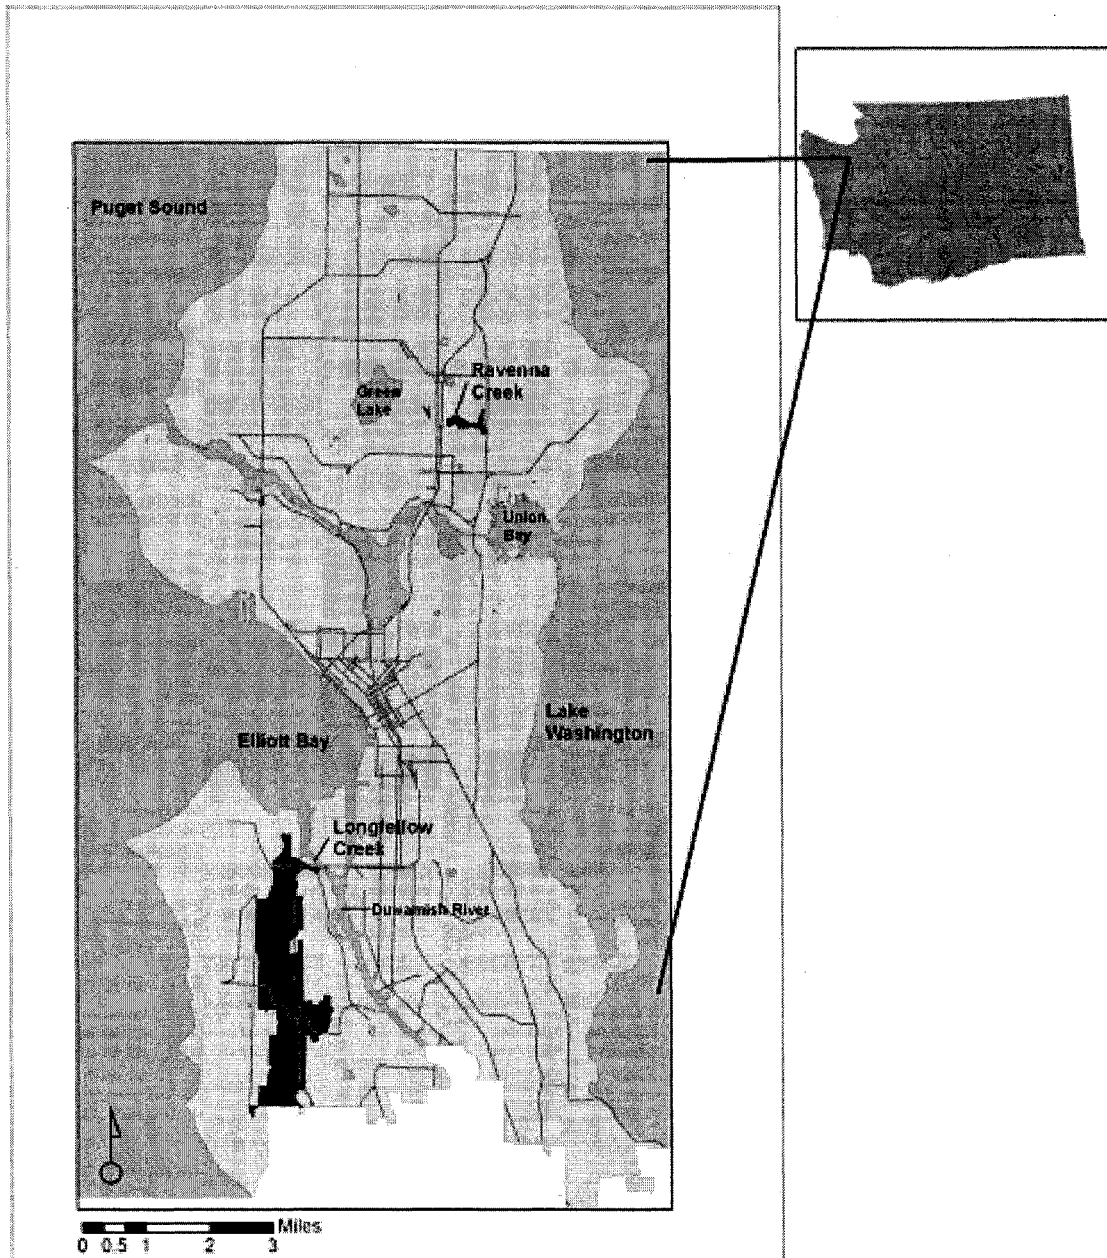 Puget Sound
Ravenna
Creek
Green
Lake
Union
Bay
Lake
Washington
Elliott Bay
Longfellow
Creek
Duwamish River
Miles
0 0.5 1 2 3